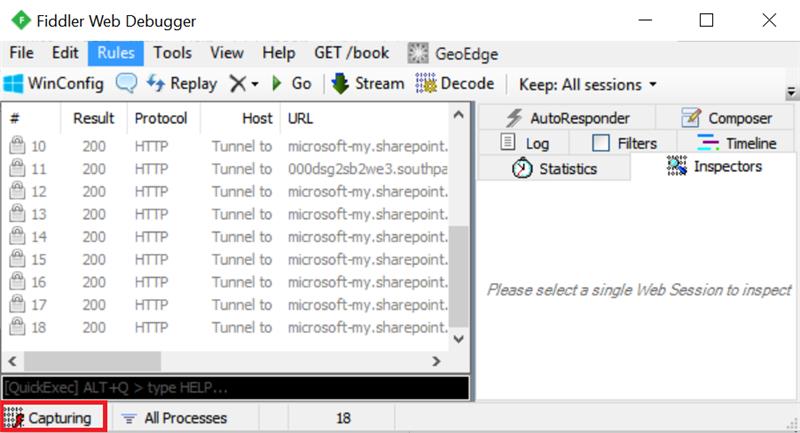 Fiddler Web Debugger
File Edit Rules Tools View Help GET /book GeoEdge
WinConfig Replay Go Stream Decode Keep: All sessions
# Result Protocol Host URL
10 200 HTTP Tunnel to microsoft-my.sharepoint.
11 200 HTTP Tunnel to 000dsg2sb2we3.southpa
12 200 HTTP Tunnel to microsoft-my.sharepoint.
13 200 HTTP Tunnel to microsoft-my.sharepoint.
14 200 HTTP Tunnel to microsoft-my.sharepoint.
15 200 HTTP Tunnel to microsoft-my.sharepoint.
16 200 HTTP Tunnel to microsoft-my.sharepoint.
17 200 HTTP Tunnel to microsoft-my.sharepoint.
18 200 HTTP Tunnel to microsoft-my.sharepoint.
[QuickExec] ALT+Q > type HELP...
AutoResponder Composer
Log Filters Timeline
Statistics Inspectors
Please select a single Web Session to inspect
Capturing All Processes 18